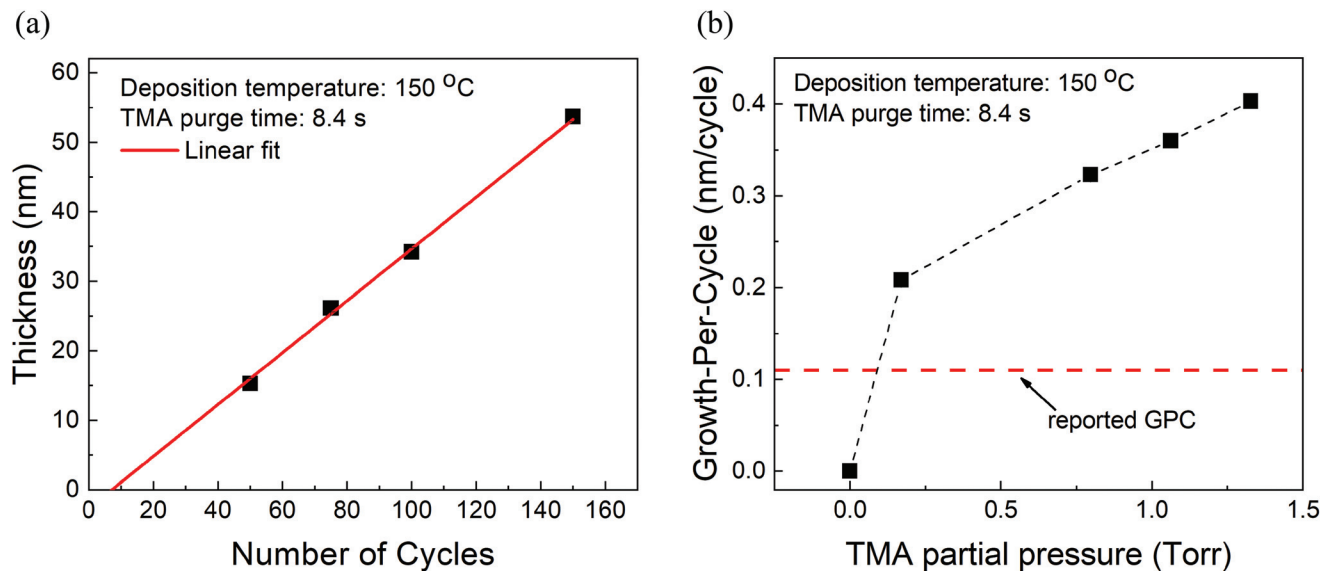 (a)
Deposition temperature: 150 °C
TMA purge time: 8.4 s
Linear fit
Thickness (nm)
60
50
40
30
20
10
0
0 20 40 60 80 100 120 140 160
Number of Cycles
(b)
Deposition temperature: 150 °C
TMA purge time: 8.4 s
reported GPC
Growth-Per-Cycle (nm/cycle)
0.4
0.3
0.2
0.1
0.0
0.0 0.5 1.0 1.5
TMA partial pressure (Torr)